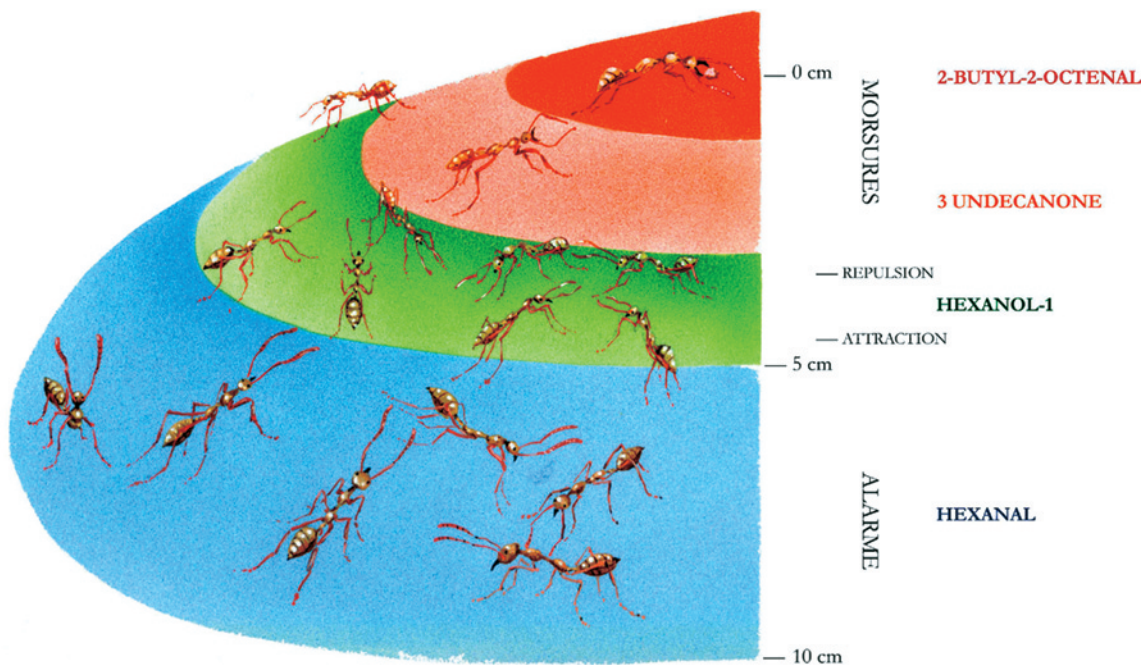 0 cm
MORSURES
2-BUTYL-2-OCTENAL
3 UNDECANONE
REPULSION
HEXANOL-1
ATTRACTION
5 cm
ALARME
HEXANAL
10 cm